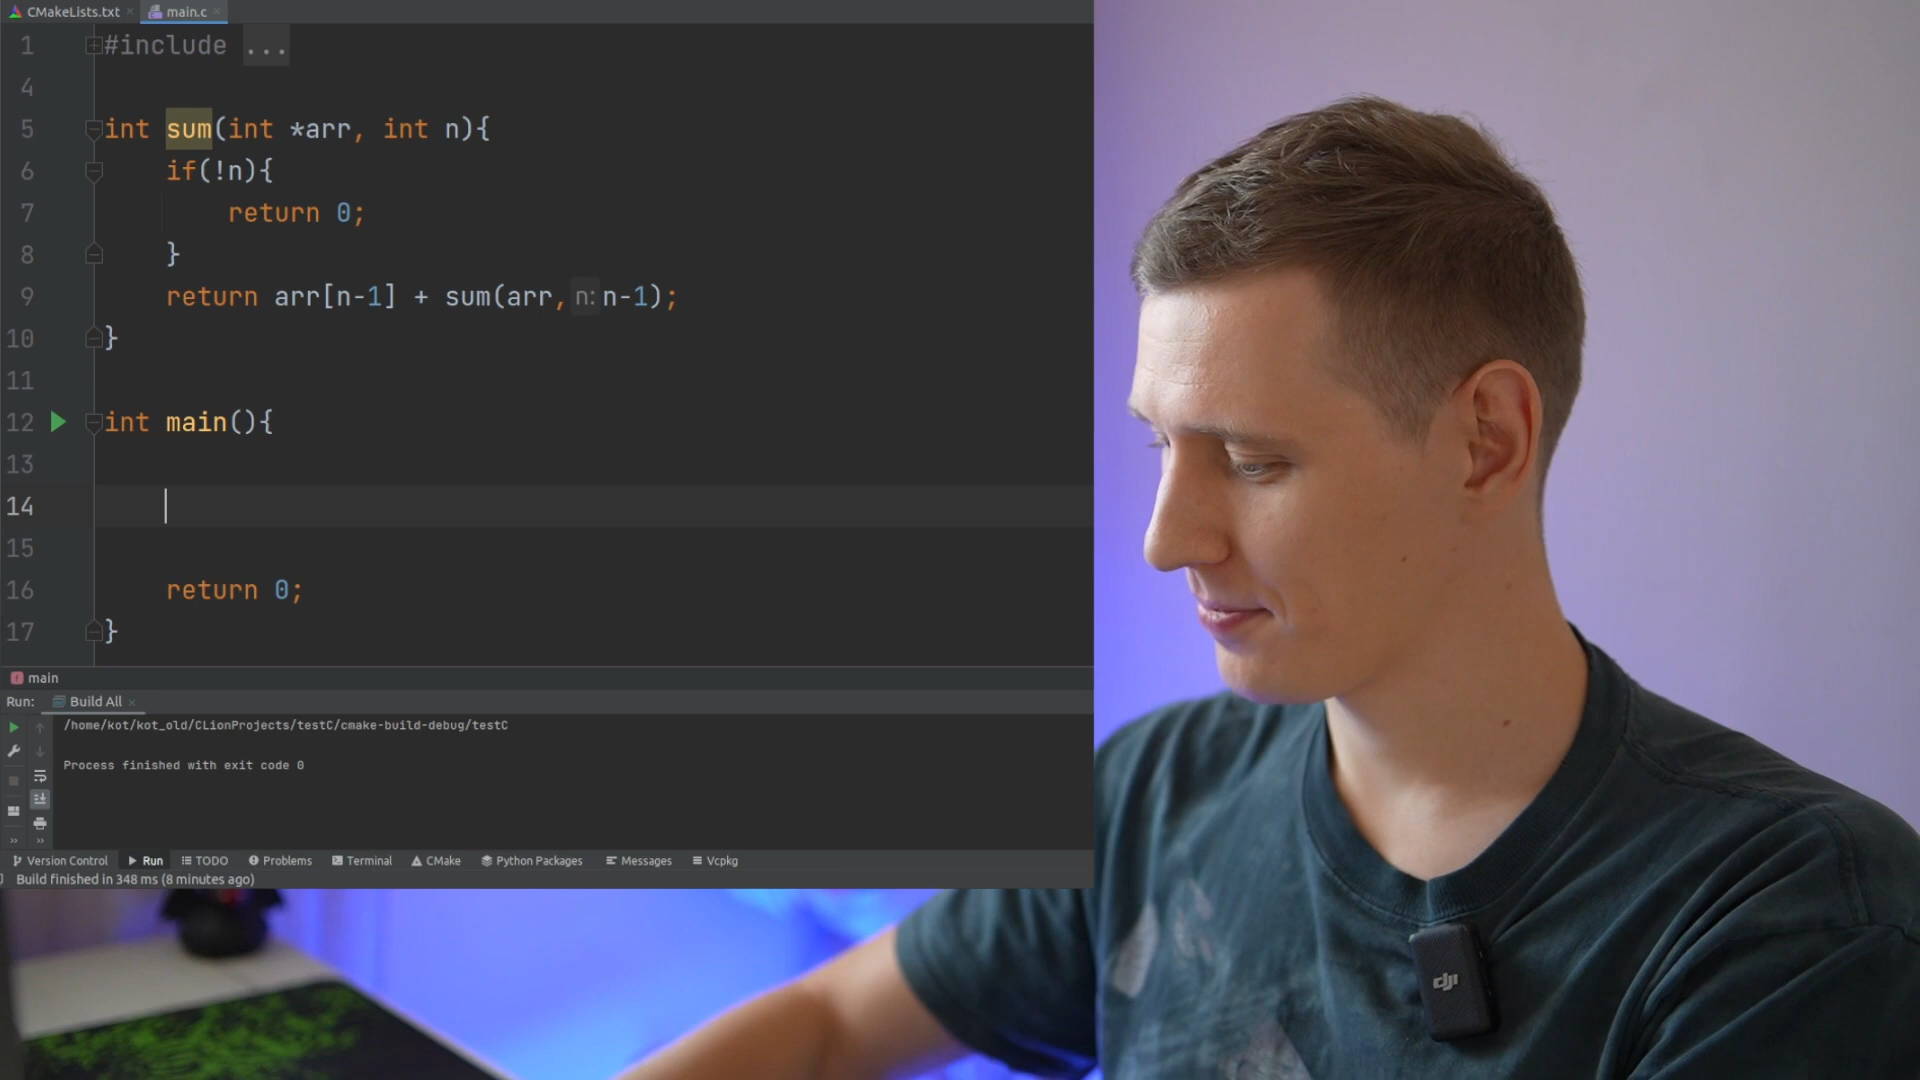 CMakeLists.txt main.c
1 #include ...
4
5 int sum(int *arr, int n){
6 if(!n){
7 return 0;
8 }
9 return arr[n-1] + sum(arr, n: n-1);
10 }
11
12 int main(){
13
14
15
16 return 0;
17 }
main
Run: Build All
/home/kot/kot_old/CLionProjects/testC/cmake-build-debug/testC
Process finished with exit code 0
Version Control Run TODO Problems Terminal CMake Python Packages Messages Vcpkg
Build finished in 348 ms (8 minutes ago)
dji